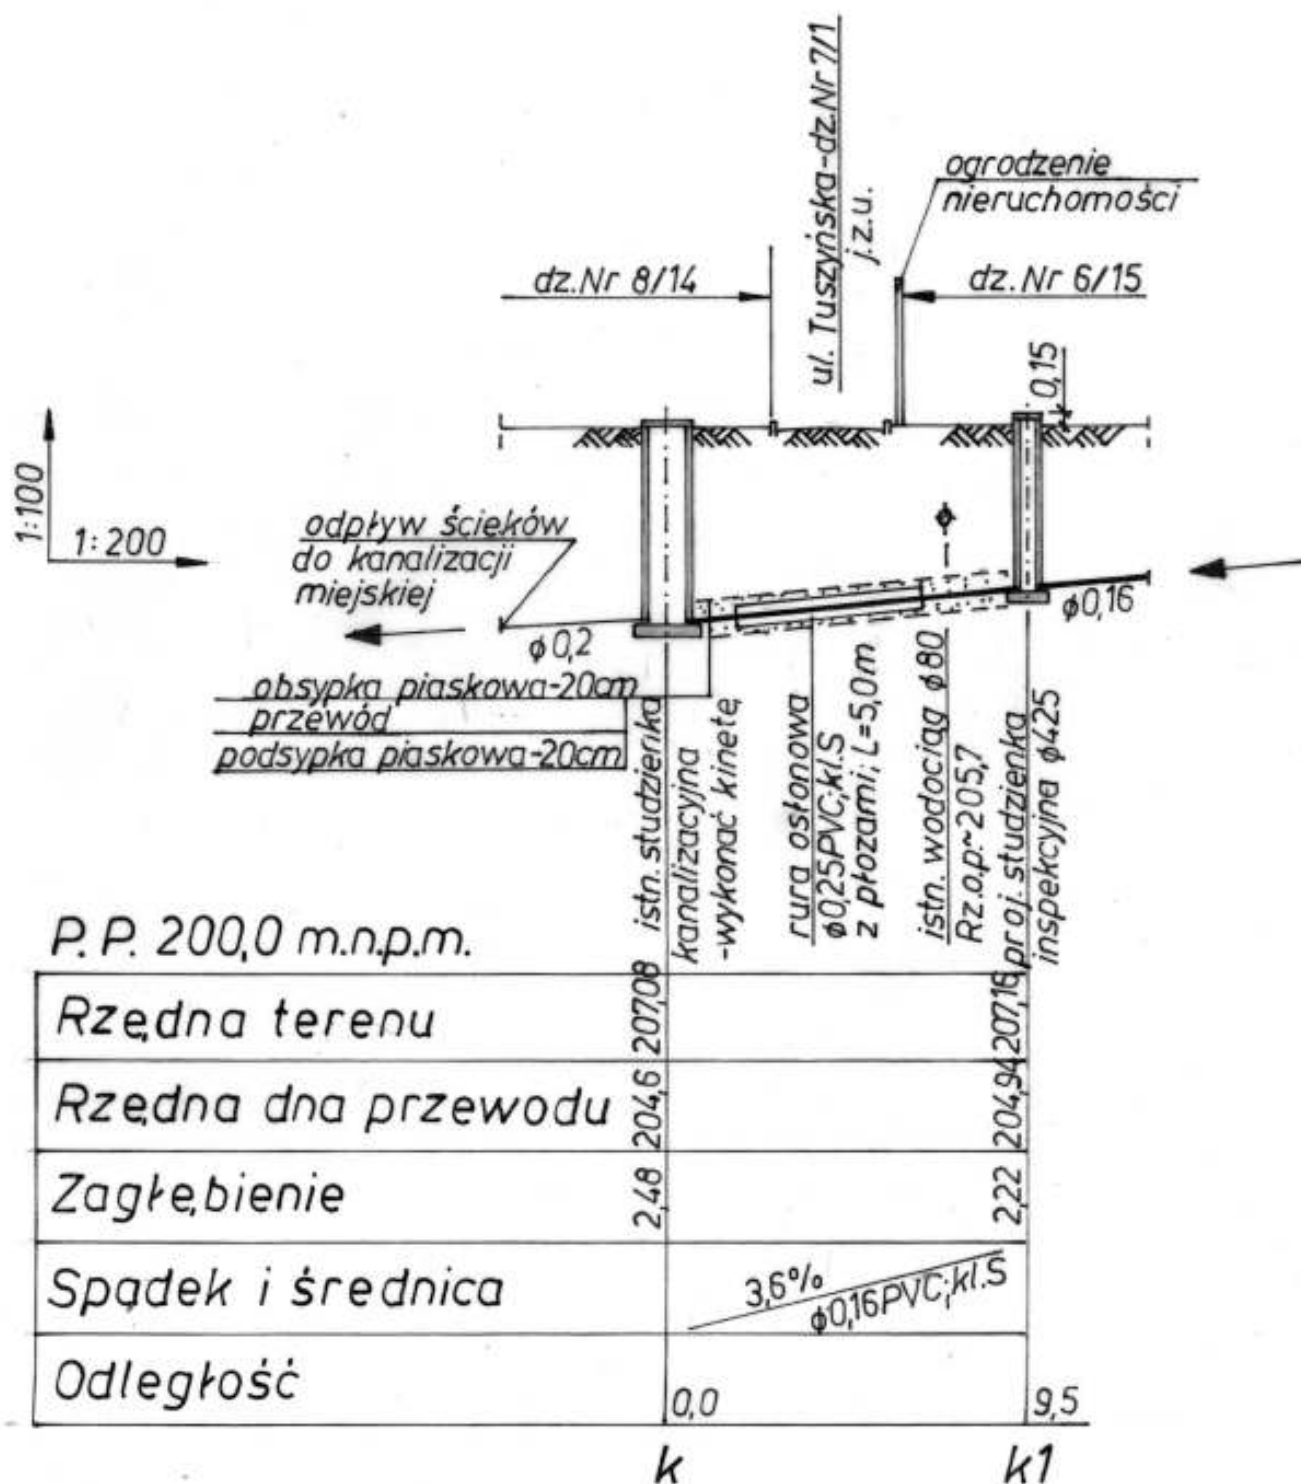 ul. Tuszyńska-dz.Nr 7/1
j.z.u.
ogrodzenie
nieruchomości
dz.Nr 8/14
dz.Nr 6/15
0,15
1:100
1:200
odpływ ścieków
do kanalizacji
miejskiej
ϕ0,2
ϕ0,16
obsypka piaskowa-20cm
przewód
podsypka piaskowa-20cm
istn. studzienka
kanalizacyjna
-wykonać kinetę
rura osłonowa
ϕ0,25PVC;kl.S
z płozami; L=5,0m
istn. wodociąg ϕ80
Rz.o.p.~205,7
proj. studzienka
inspekcyjna ϕ425
P.P. 200,0 m.n.p.m.
Rzędna terenu
207,08
207,16
Rzędna dna przewodu
204,6
204,94
Zagłębienie
2,48
2,22
Spadek i średnica
3,6%
ϕ0,16PVC;kl.S
Odległość
0,0
9,5
k
k1